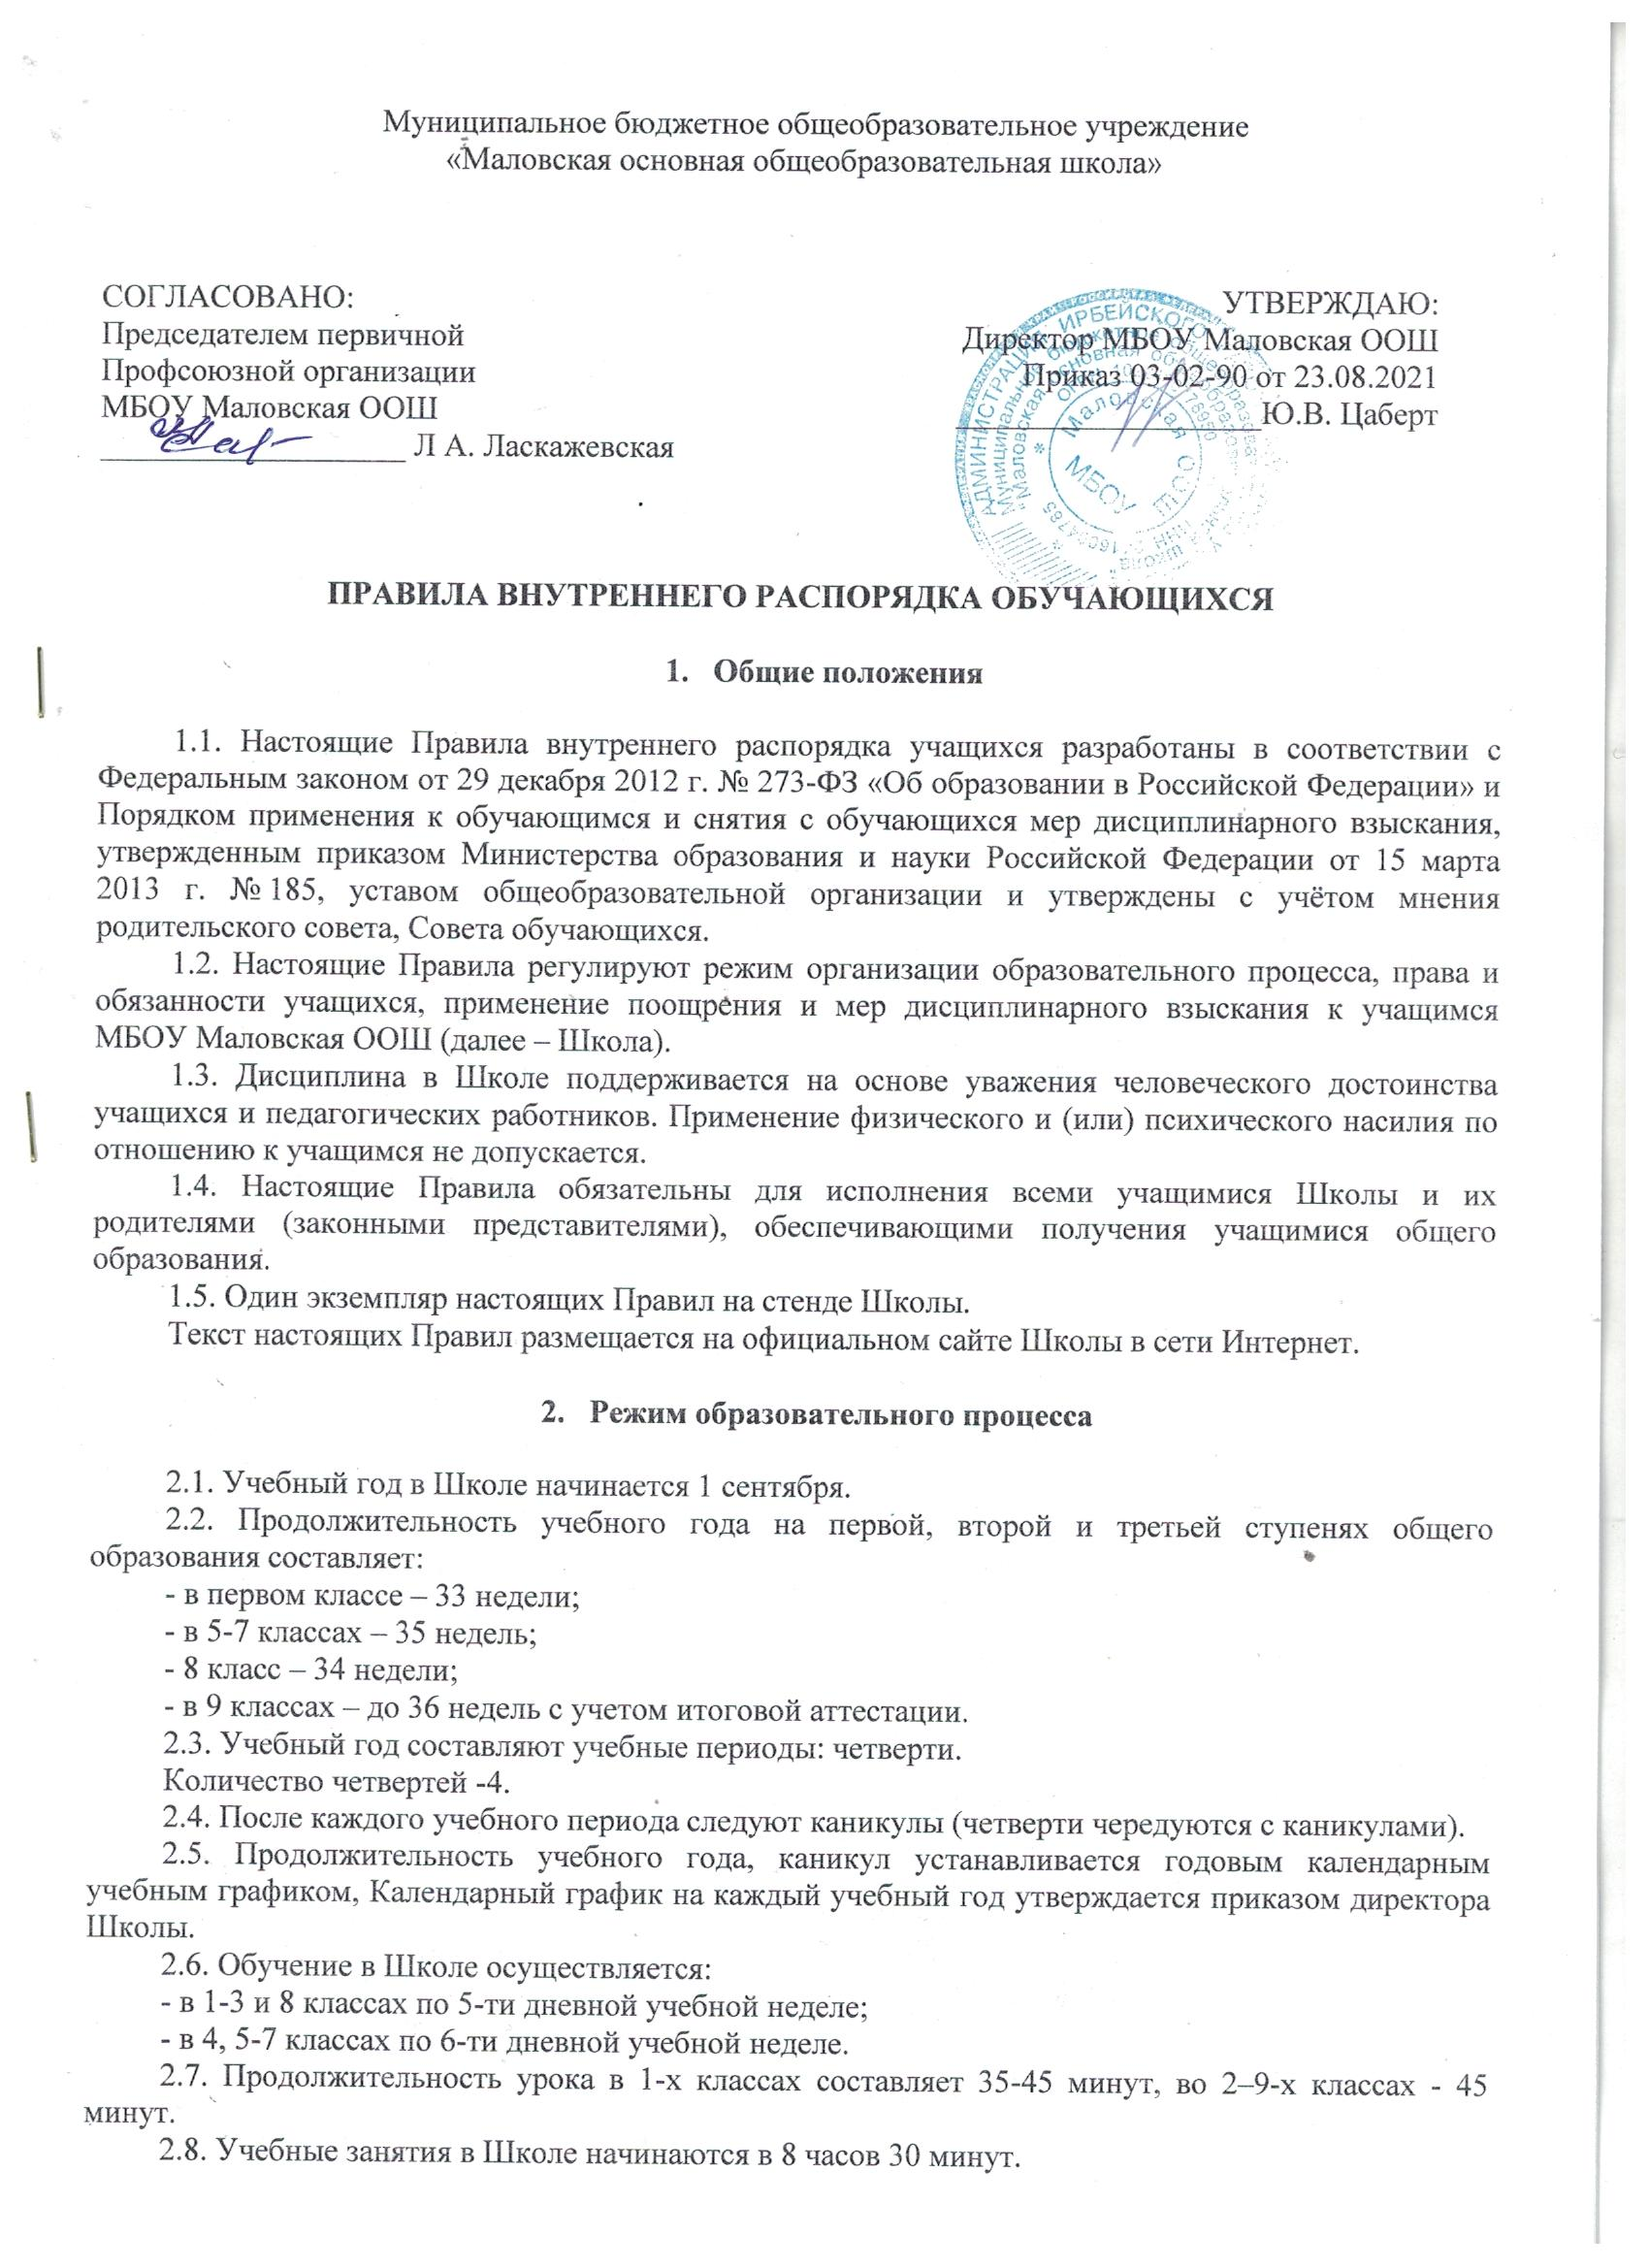 Муниципальное бюджетное общеобразовательное учреждение
«Маловская основная общеобразовательная школа»
СОГЛАСОВАНО:
Председателем первичной
Профсоюзной организации
МБОУ Маловская ООШ
Л А. Ласкажевская
УТВЕРЖДАЮ:
Директор МБОУ Маловская ООШ
Приказ 03-02-90 от 23.08.2021
Ю.В. Цаберт
АДМИНИСТРАЦИЯ ИРБЕЙСКОГО
Муниципальное бюджетное
"Маловская основная
Маловская
МБОУ ООШ
ПРАВИЛА ВНУТРЕННЕГО РАСПОРЯДКА ОБУЧАЮЩИХСЯ
1. Общие положения
1.1. Настоящие Правила внутреннего распорядка учащихся разработаны в соответствии с
Федеральным законом от 29 декабря 2012 г. № 273-ФЗ «Об образовании в Российской Федерации» и
Порядком применения к обучающимся и снятия с обучающихся мер дисциплинарного взыскания,
утвержденным приказом Министерства образования и науки Российской Федерации от 15 марта
2013 г. № 185, уставом общеобразовательной организации и утверждены с учётом мнения
родительского совета, Совета обучающихся.
1.2. Настоящие Правила регулируют режим организации образовательного процесса, права и
обязанности учащихся, применение поощрения и мер дисциплинарного взыскания к учащимся
МБОУ Маловская ООШ (далее – Школа).
1.3. Дисциплина в Школе поддерживается на основе уважения человеческого достоинства
учащихся и педагогических работников. Применение физического и (или) психического насилия по
отношению к учащимся не допускается.
1.4. Настоящие Правила обязательны для исполнения всеми учащимися Школы и их
родителями (законными представителями), обеспечивающими получения учащимися общего
образования.
1.5. Один экземпляр настоящих Правил на стенде Школы.
Текст настоящих Правил размещается на официальном сайте Школы в сети Интернет.
2. Режим образовательного процесса
2.1. Учебный год в Школе начинается 1 сентября.
2.2. Продолжительность учебного года на первой, второй и третьей ступенях общего
образования составляет:
- в первом классе – 33 недели;
- в 5-7 классах – 35 недель;
- 8 класс – 34 недели;
- в 9 классах – до 36 недель с учетом итоговой аттестации.
2.3. Учебный год составляют учебные периоды: четверти.
Количество четвертей -4.
2.4. После каждого учебного периода следуют каникулы (четверти чередуются с каникулами).
2.5. Продолжительность учебного года, каникул устанавливается годовым календарным
учебным графиком, Календарный график на каждый учебный год утверждается приказом директора
Школы.
2.6. Обучение в Школе осуществляется:
- в 1-3 и 8 классах по 5-ти дневной учебной неделе;
- в 4, 5-7 классах по 6-ти дневной учебной неделе.
2.7. Продолжительность урока в 1-х классах составляет 35-45 минут, во 2–9-х классах - 45
минут.
2.8. Учебные занятия в Школе начинаются в 8 часов 30 минут.